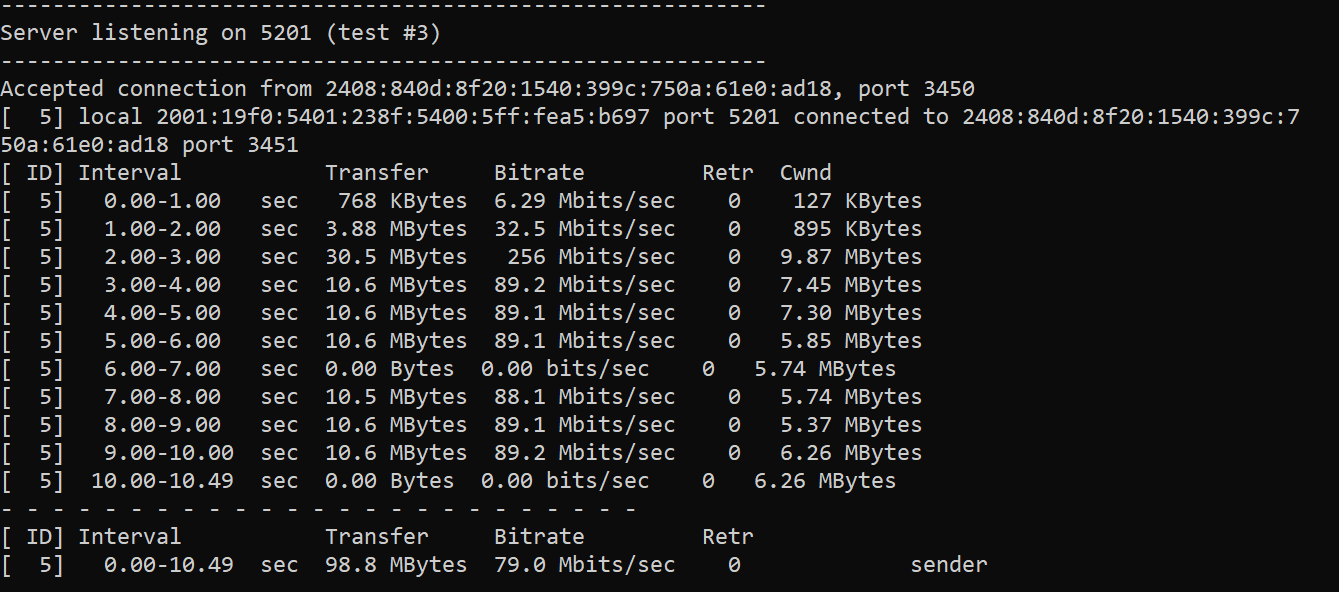 -----------------------------------------------------------
Server listening on 5201 (test #3)
-----------------------------------------------------------
Accepted connection from 2408:840d:8f20:1540:399c:750a:61e0:ad18, port 3450
[  5] local 2001:19f0:5401:238f:5400:5ff:fea5:b697 port 5201 connected to 2408:840d:8f20:1540:399c:7
50a:61e0:ad18 port 3451
[ ID] Interval           Transfer     Bitrate         Retr  Cwnd
[  5]   0.00-1.00   sec   768 KBytes  6.29 Mbits/sec    0    127 KBytes
[  5]   1.00-2.00   sec  3.88 MBytes  32.5 Mbits/sec    0    895 KBytes
[  5]   2.00-3.00   sec  30.5 MBytes   256 Mbits/sec    0   9.87 MBytes
[  5]   3.00-4.00   sec  10.6 MBytes  89.2 Mbits/sec    0   7.45 MBytes
[  5]   4.00-5.00   sec  10.6 MBytes  89.1 Mbits/sec    0   7.30 MBytes
[  5]   5.00-6.00   sec  10.6 MBytes  89.1 Mbits/sec    0   5.85 MBytes
[  5]   6.00-7.00   sec  0.00 Bytes  0.00 bits/sec    0   5.74 MBytes
[  5]   7.00-8.00   sec  10.5 MBytes  88.1 Mbits/sec    0   5.74 MBytes
[  5]   8.00-9.00   sec  10.6 MBytes  89.1 Mbits/sec    0   5.37 MBytes
[  5]   9.00-10.00  sec  10.6 MBytes  89.2 Mbits/sec    0   6.26 MBytes
[  5]  10.00-10.49  sec  0.00 Bytes  0.00 bits/sec    0   6.26 MBytes
- - - - - - - - - - - - - - - - - - - - - - - - -
[ ID] Interval           Transfer     Bitrate         Retr
[  5]   0.00-10.49  sec  98.8 MBytes  79.0 Mbits/sec    0             sender